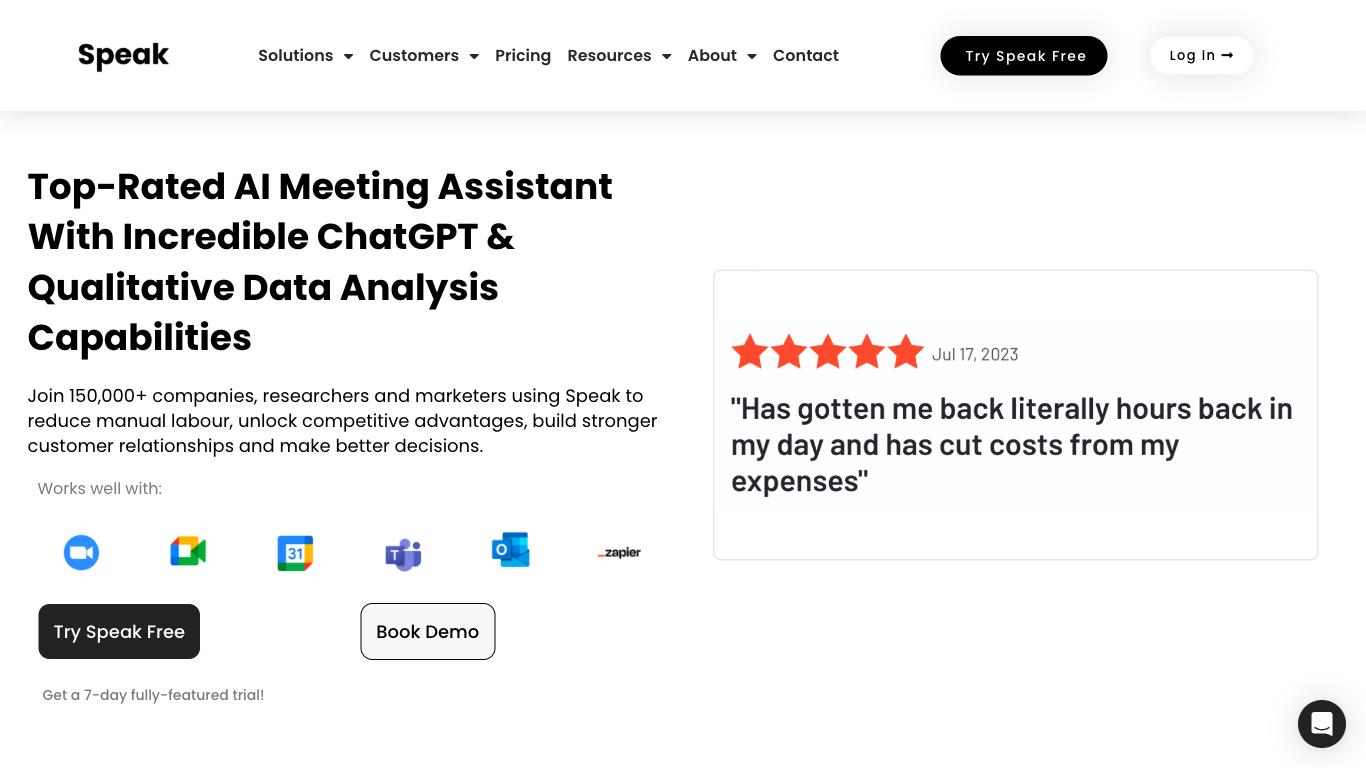 Speak
Solutions
Customers
Pricing
Resources
About
Contact
Try Speak Free
Log In
Top-Rated AI Meeting Assistant
With Incredible ChatGPT &
Qualitative Data Analysis
Capabilities
Join 150,000+ companies, researchers and marketers using Speak to
reduce manual labour, unlock competitive advantages, build stronger
customer relationships and make better decisions.
Works well with:
31
T
O
_zapier
Try Speak Free
Book Demo
Get a 7-day fully-featured trial!
Jul 17, 2023
"Has gotten me back literally hours back in
my day and has cut costs from my
expenses"